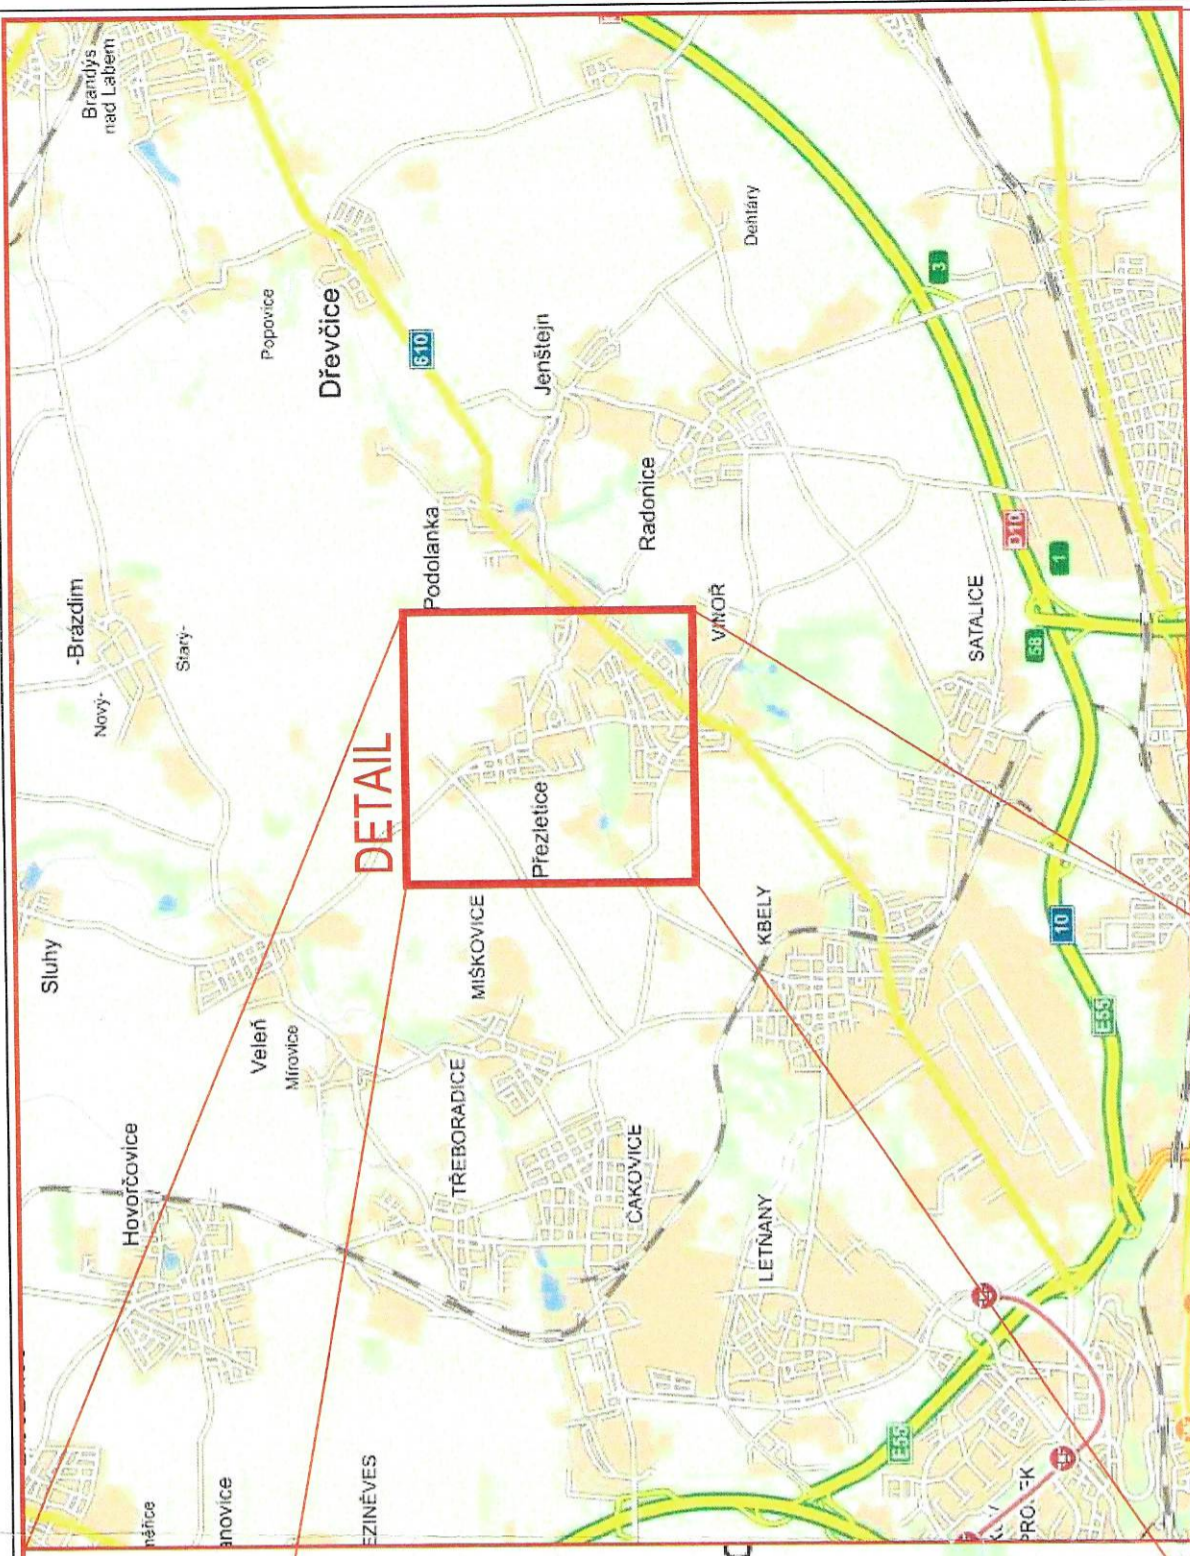 Brandýs
nad Labem
Popovice
Dřevčice
610
Jenštejn
Dehtáry
3
Podolanka
Radonice
-Brázdim
Nový-
Starý-
VINOŘ
SATALICE
D10
1
58
DETAIL
Přezletice
Sluhy
MIŠKOVICE
KBELY
10
E55
Veleň
Mírovice
TŘEBORADICE
ČAKOVICE
LETŇANY
Hovorčovice
E55
měřice
anovice
EZINĚVES